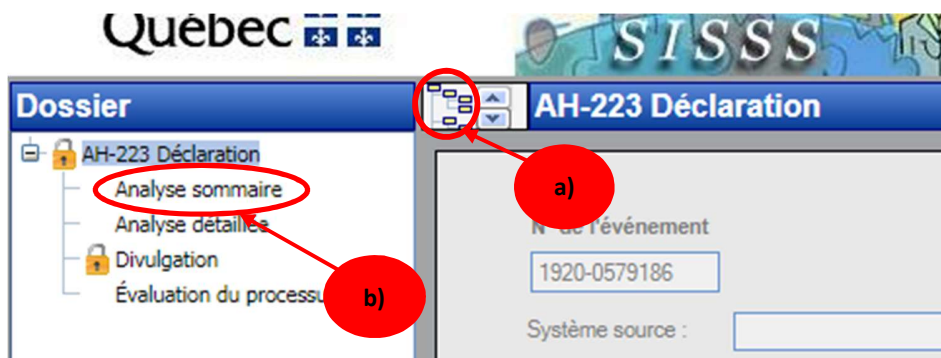 Québec
SISSS
Dossier
AH-223 Déclaration
AH-223 Déclaration
Analyse sommaire
a)
Analyse détaillée
N° de l'événement
Divulgation
1920-0579186
Évaluation du processu
b)
Système source :